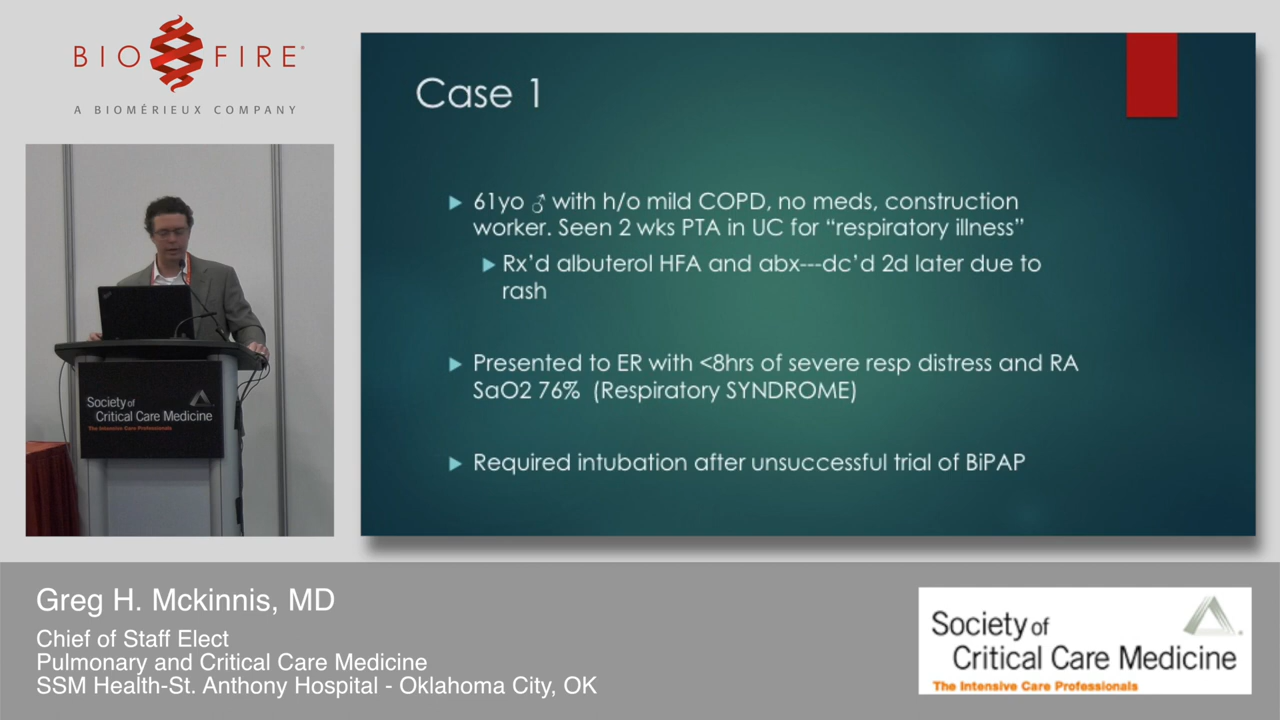 BIO FIRE
A BIOMÉRIEUX COMPANY
Case 1
61yo ♂ with h/o mild COPD, no meds, construction
worker. Seen 2 wks PTA in UC for “respiratory illness”
Rx’d albuterol HFA and abx---dc’d 2d later due to
rash
Presented to ER with <8hrs of severe resp distress and RA
SaO2 76% (Respiratory SYNDROME)
Required intubation after unsuccessful trial of BiPAP
Society of
Critical Care Medicine
The Intensive Care Professionals
Greg H. Mckinnis, MD
Chief of Staff Elect
Pulmonary and Critical Care Medicine
SSM Health-St. Anthony Hospital - Oklahoma City, OK
Society of
Critical Care Medicine
The Intensive Care Professionals